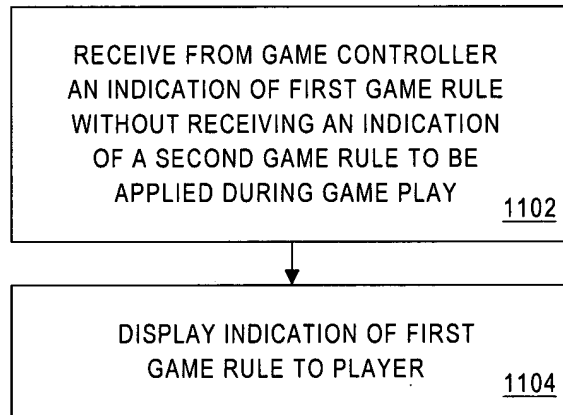 RECEIVE FROM GAME CONTROLLER
AN INDICATION OF FIRST GAME RULE
WITHOUT RECEIVING AN INDICATION
OF A SECOND GAME RULE TO BE
APPLIED DURING GAME PLAY
1102
DISPLAY INDICATION OF FIRST
GAME RULE TO PLAYER
1104